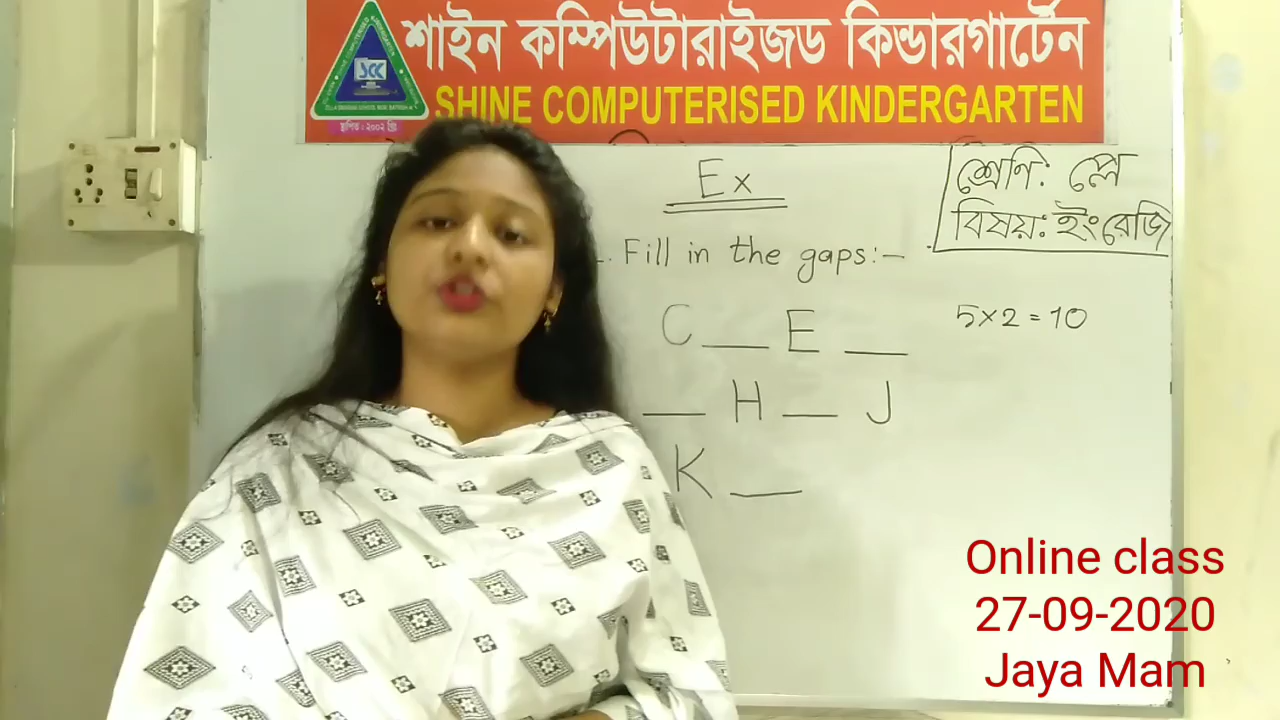 শাইন কম্পিউটারাইজড কিন্ডারগার্টেন
SHINE COMPUTERISED KINDERGARTEN
স্থাপিত : ২০০২ খ্রিঃ
Ex
শ্রেণি: প্লে
বিষয়: ইংরেজি
Fill in the gaps:-
5×2=10
C __ E __
__ H __ J
K __
Online class
27-09-2020
Jaya Mam